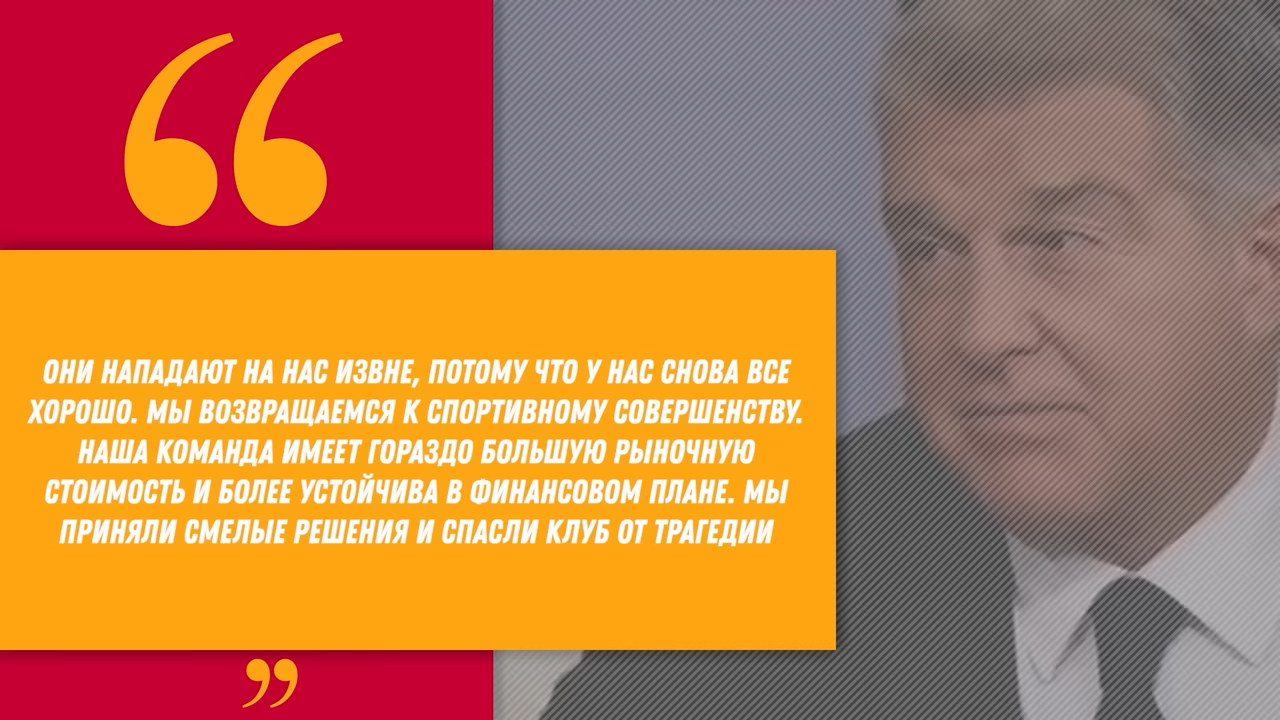 ОНИ НАПАДАЮТ НА НАС ИЗВНЕ, ПОТОМУ ЧТО У НАС СНОВА ВСЕ
ХОРОШО. МЫ ВОЗВРАЩАЕМСЯ К СПОРТИВНОМУ СОВЕРШЕНСТВУ.
НАША КОМАНДА ИМЕЕТ ГОРАЗДО БОЛЬШУЮ РЫНОЧНУЮ
СТОИМОСТЬ И БОЛЕЕ УСТОЙЧИВА В ФИНАНСОВОМ ПЛАНЕ. МЫ
ПРИНЯЛИ СМЕЛЫЕ РЕШЕНИЯ И СПАСЛИ КЛУБ ОТ ТРАГЕДИИ